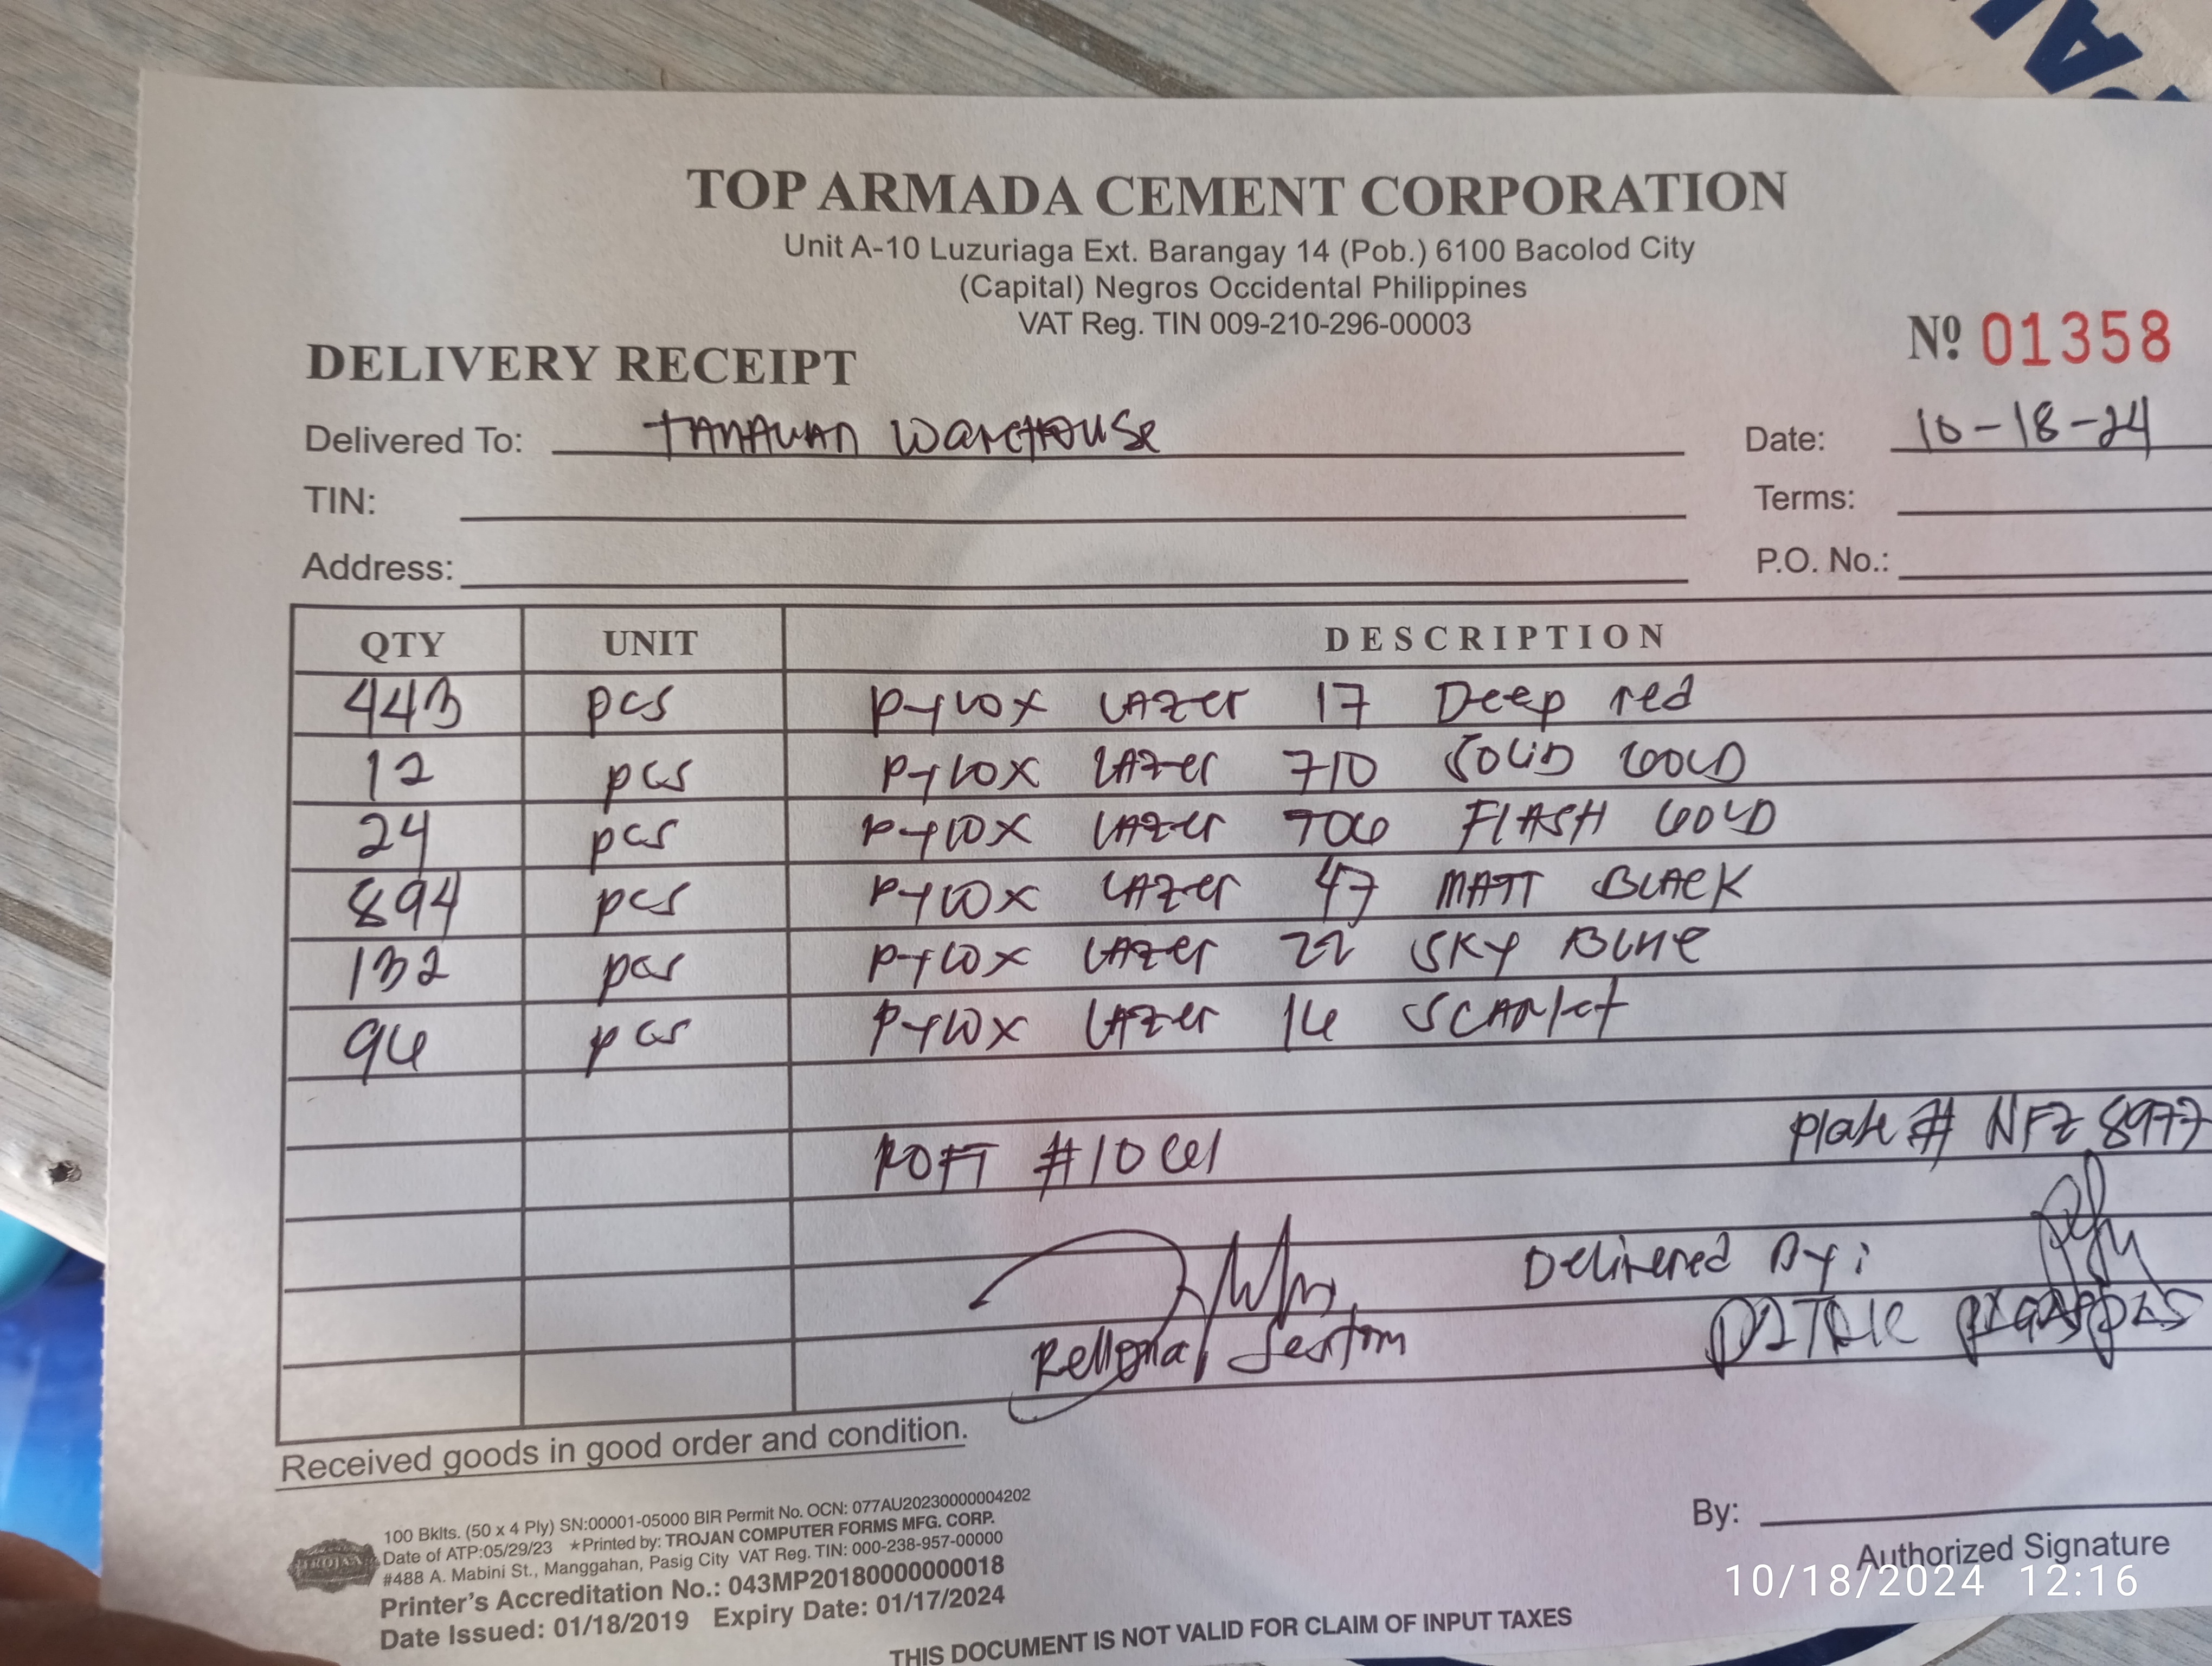 TOP ARMADA CEMENT CORPORATION
Unit A-10 Luzuriaga Ext. Barangay 14 (Pob.) 6100 Bacolod City
(Capital) Negros Occidental Philippines
VAT Reg. TIN 009-210-296-00003
DELIVERY RECEIPT Nº 01358
Delivered To: TANAUAN WAREHOUSE Date: 10-18-24
TIN: Terms:
Address: P.O. No.:
QTY UNIT DESCRIPTION
443 pcs PYLOX LAZER 17 Deep red
12 pcs PYLOX LAZER 710 SOLID GOLD
24 pcs PYLOX LAZER 706 FLASH GOLD
894 pcs PYLOX LAZER 47 MATT BLACK
132 pcs PYLOX LAZER 22 SKY BLUE
96 pcs PYLOX LAZER 16 SCARLET
Plate # NFZ 8977
#10
Delivered By:
Received goods in good order and condition.
100 Bklts. (50 x 4 Ply) SN:00001-05000 BIR Permit No. OCN: 077AU20230000004202
Date of ATP:05/29/23 ★Printed by: TROJAN COMPUTER FORMS MFG. CORP.
#488 A. Mabini St., Manggahan, Pasig City VAT Reg. TIN: 000-238-957-00000
TROJAN
Printer's Accreditation No.: 043MP20180000000018
Date Issued: 01/18/2019 Expiry Date: 01/17/2024
By:
Authorized Signature
10/18/2024 12:16
THIS DOCUMENT IS NOT VALID FOR CLAIM OF INPUT TAXES